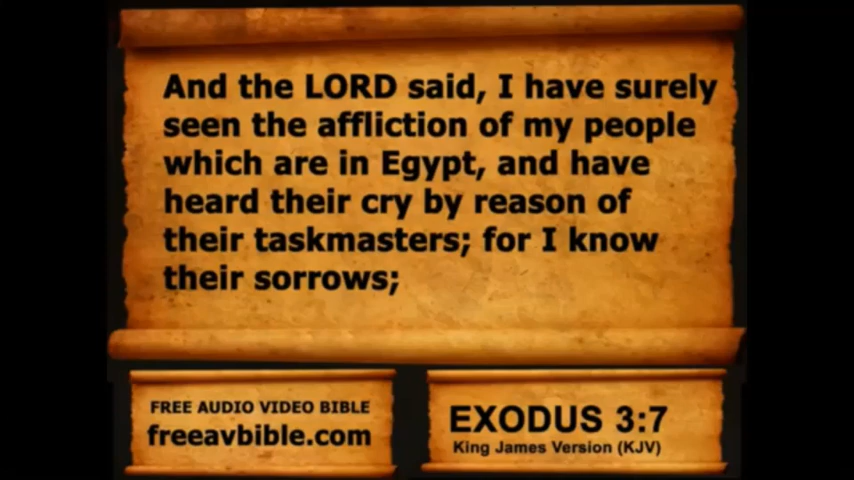 And the LORD said, I have surely
seen the affliction of my people
which are in Egypt, and have
heard their cry by reason of
their taskmasters; for I know
their sorrows;
FREE AUDIO VIDEO BIBLE
freeavbible.com
EXODUS 3:7
King James Version (KJV)